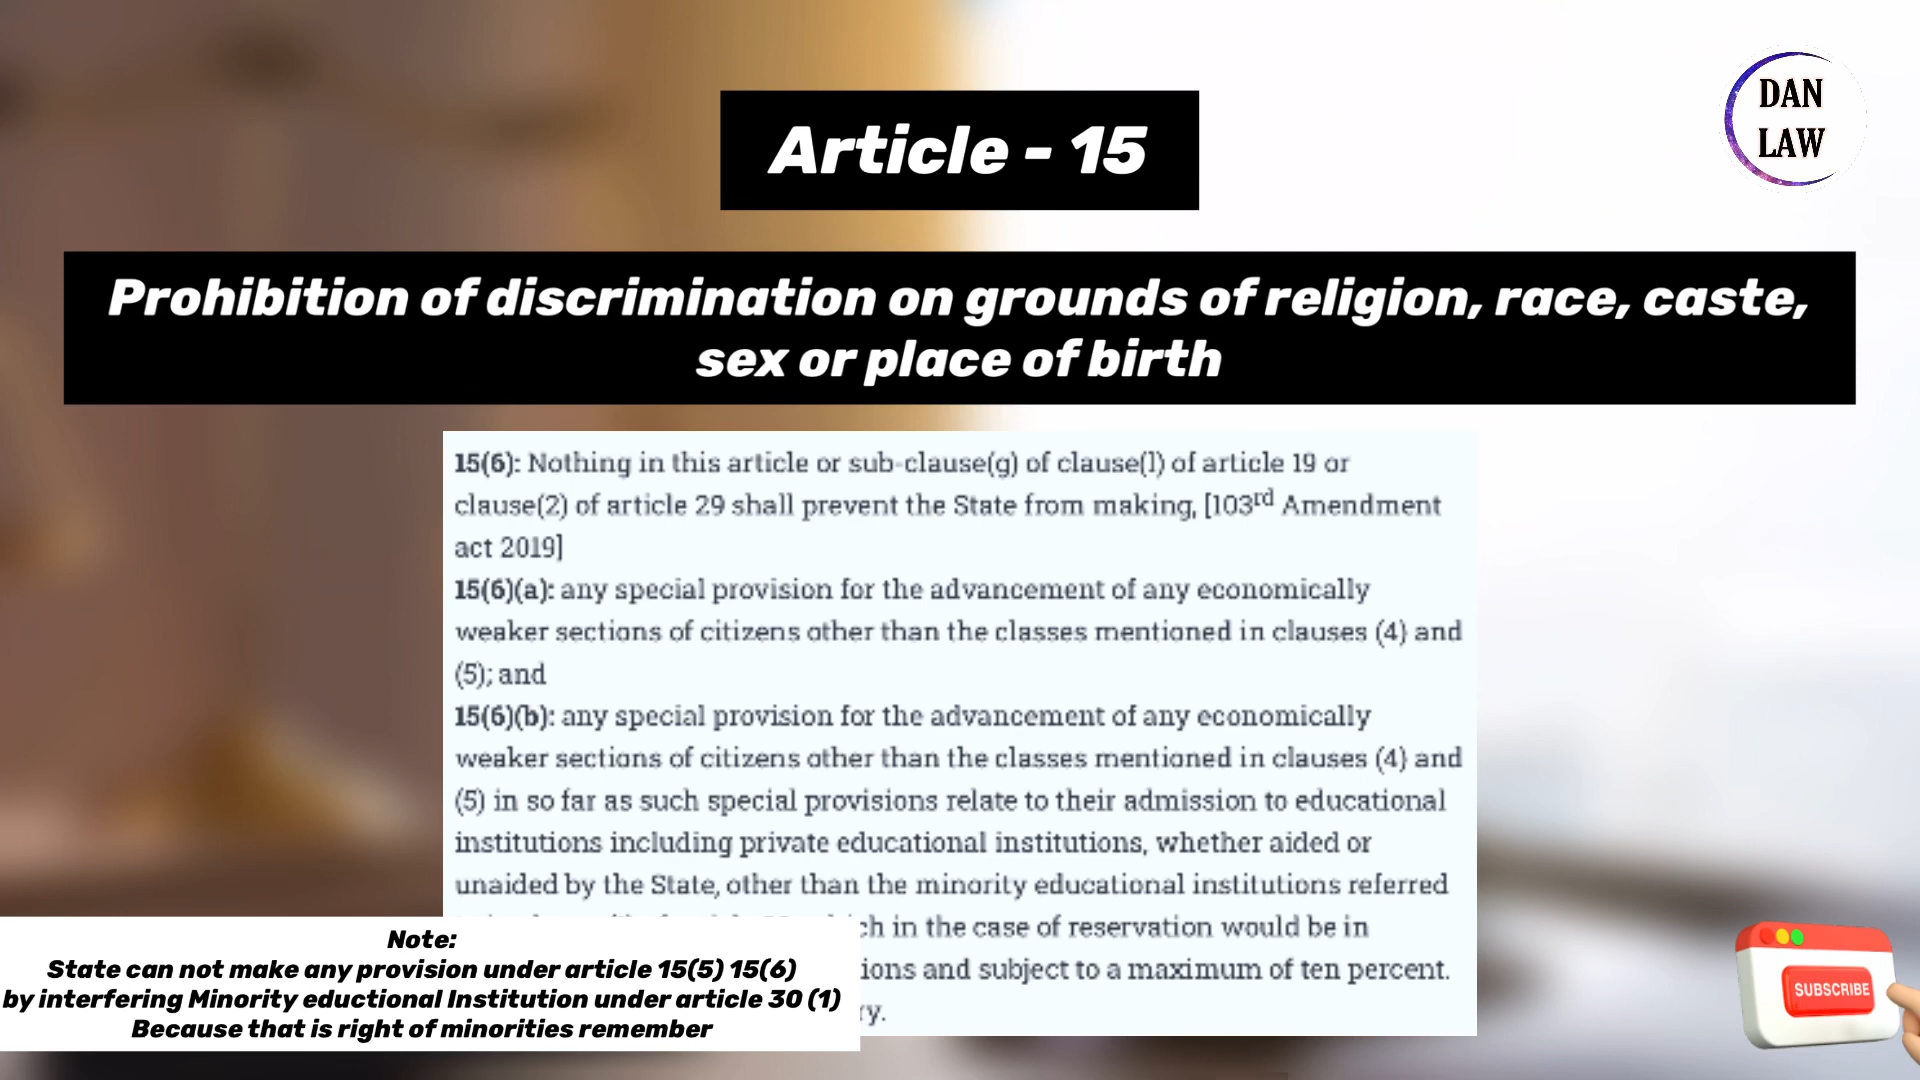 DAN
LAW
Article - 15
Prohibition of discrimination on grounds of religion, race, caste,
sex or place of birth
15(6): Nothing in this article or sub-clause(g) of clause(1) of article 19 or
clause(2) of article 29 shall prevent the State from making, [103rd Amendment
act 2019]
15(6)(a): any special provision for the advancement of any economically
weaker sections of citizens other than the classes mentioned in clauses (4) and
(5); and
15(6)(b): any special provision for the advancement of any economically
weaker sections of citizens other than the classes mentioned in clauses (4) and
(5) in so far as such special provisions relate to their admission to educational
institutions including private educational institutions, whether aided or
unaided by the State, other than the minority educational institutions referred
in the case of reservation would be in
and subject to a maximum of ten percent.
Note:
State can not make any provision under article 15(5) 15(6)
by interfering Minority eductional Institution under article 30 (1)
Because that is right of minorities remember
SUBSCRIBE